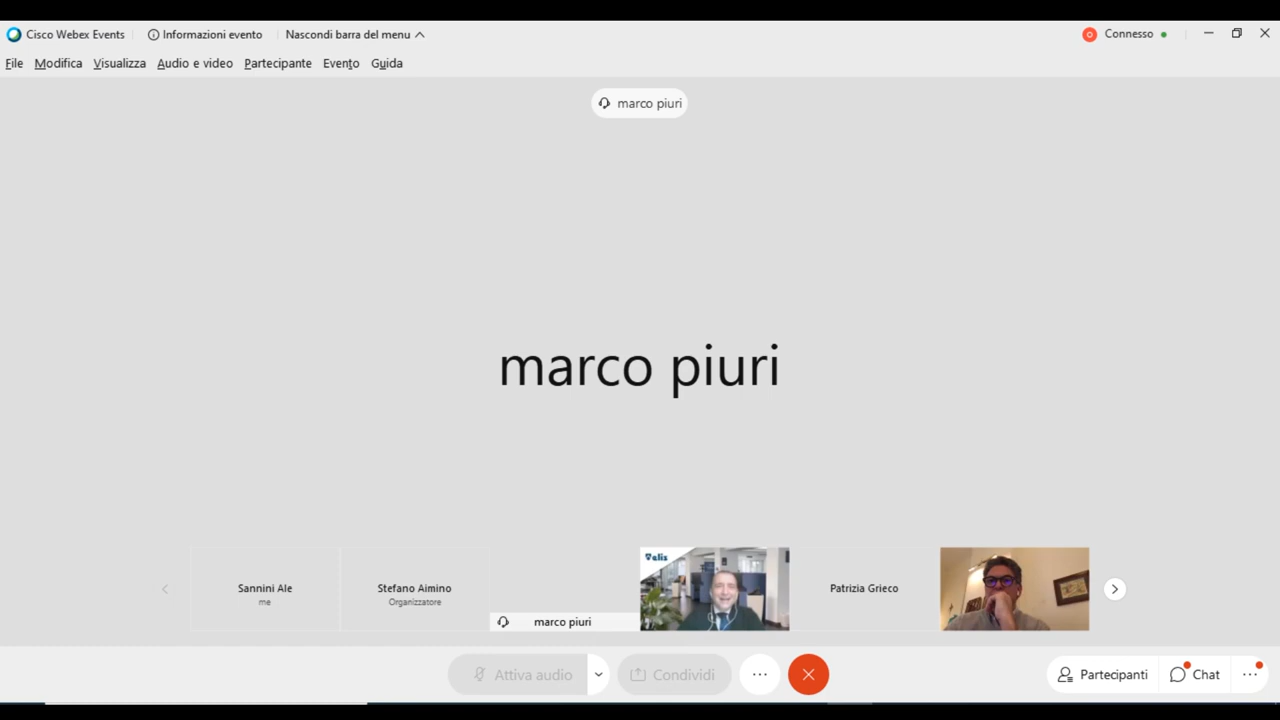 Cisco Webex Events
Informazioni evento
Nascondi barra del menu
Connesso
File Modifica Visualizza Audio e video Partecipante Evento Guida
marco piuri
marco piuri
Sannini Ale
me
Stefano Aimino
Organizzatore
marco piuri
elis
Patrizia Grieco
Attiva audio
Condividi
Partecipanti
Chat